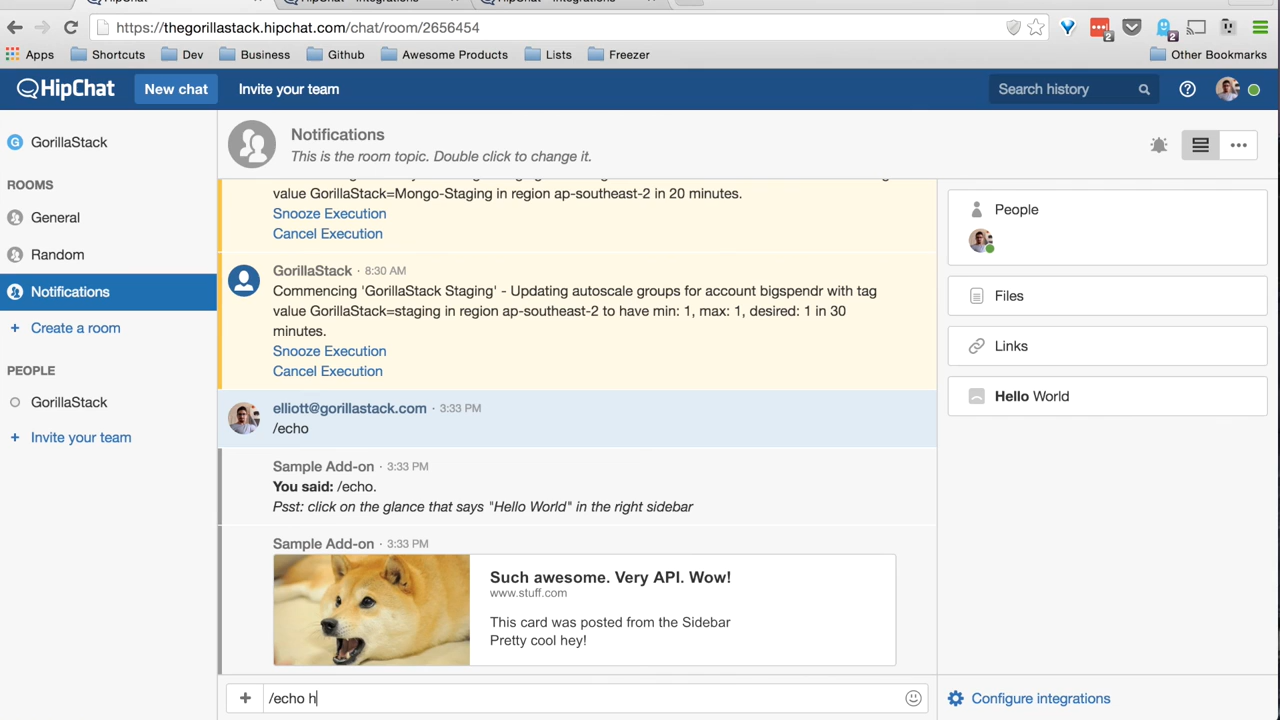 HipChat
HipChat - Integrations
HipChat - Integrations
https://thegorillastack.hipchat.com/chat/room/2656454
2
2
Apps Shortcuts Dev Business Github Awesome Products Lists Freezer Other Bookmarks
HipChat New chat Invite your team Search history
GorillaStack
ROOMS
General
Random
Notifications
+ Create a room
PEOPLE
GorillaStack
+ Invite your team
Notifications
This is the room topic. Double click to change it.
value GorillaStack=Mongo-Staging in region ap-southeast-2 in 20 minutes.
Snooze Execution
Cancel Execution
GorillaStack · 8:30 AM
Commencing 'GorillaStack Staging' - Updating autoscale groups for account bigspendr with tag
value GorillaStack=staging in region ap-southeast-2 to have min: 1, max: 1, desired: 1 in 30
minutes.
Snooze Execution
Cancel Execution
elliott@gorillastack.com · 3:33 PM
/echo
Sample Add-on · 3:33 PM
You said: /echo.
Psst: click on the glance that says "Hello World" in the right sidebar
Sample Add-on · 3:33 PM
Such awesome. Very API. Wow!
www.stuff.com
This card was posted from the Sidebar
Pretty cool hey!
+ /echo h
People
Files
Links
Hello World
Configure integrations